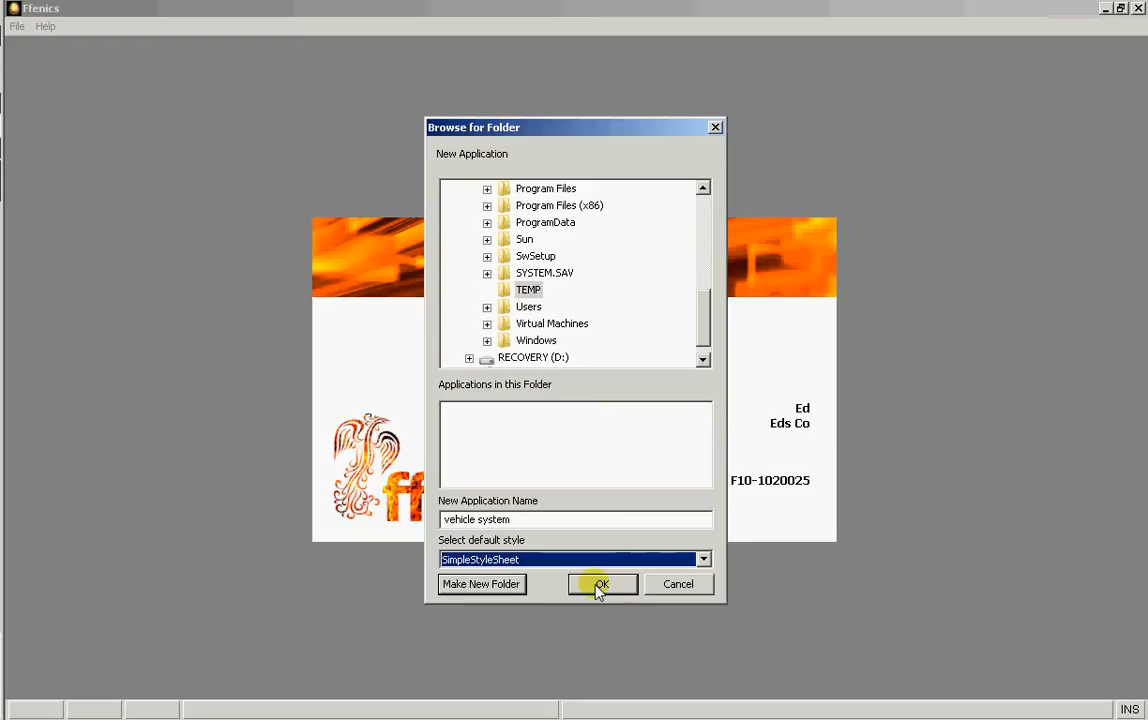 Ffenics
File Help
Browse for Folder
New Application
Program Files
Program Files (x86)
ProgramData
Sun
SwSetup
SYSTEM.SAV
TEMP
Users
Virtual Machines
Windows
RECOVERY (D:)
Applications in this Folder
Ed
Eds Co
F10-1020025
ff
New Application Name
vehicle system
Select default style
SimpleStyleSheet
Make New Folder OK Cancel
INS